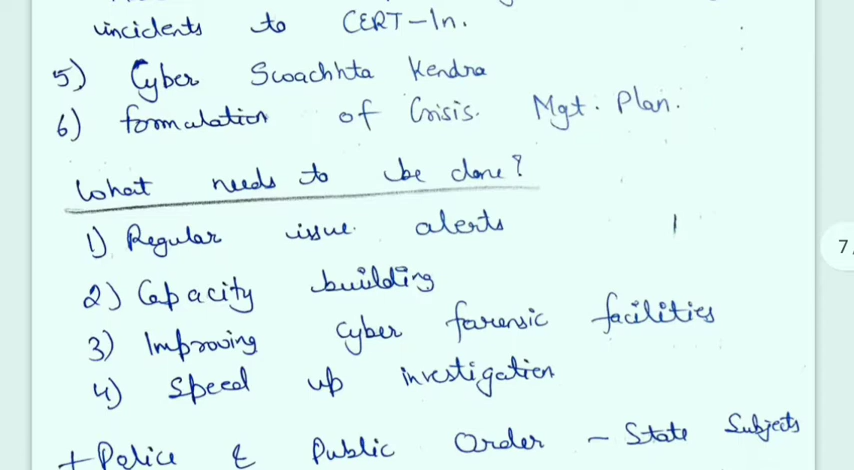 incidents to CERT-In.
5) Cyber Swachhta Kendra
6) formulation of Crisis. Mgt. Plan.
What needs to be done?
1) Regular issue alerts
2) Capacity building
3) Improving cyber farensic facilities
4) Speed up investigation
+ Police & Public Order - State Subjects
7